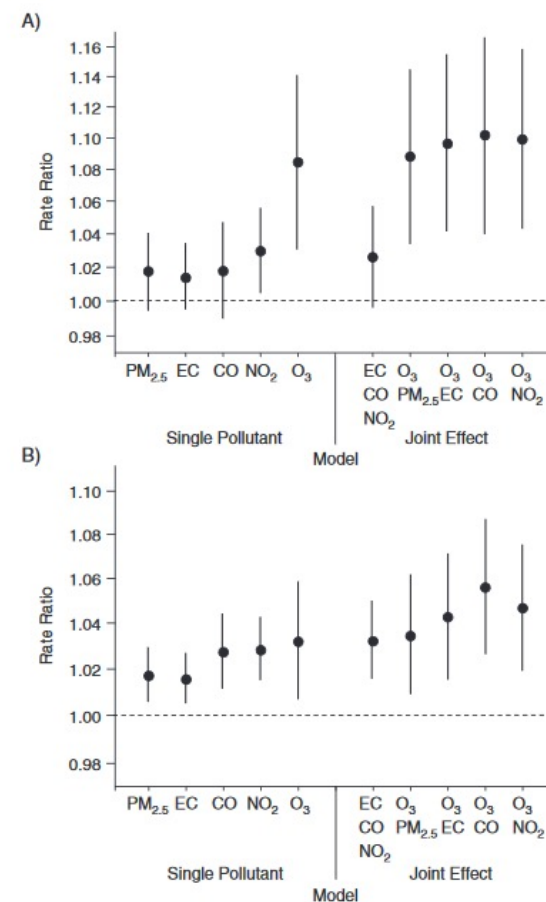 A)
Rate Ratio
1.16
1.14
1.12
1.10
1.08
1.06
1.04
1.02
1.00
0.98
PM2.5 EC CO NO2 O3 EC O3 O3 O3 O3
CO PM2.5 EC CO NO2
NO2
Single Pollutant Joint Effect
Model
B)
Rate Ratio
1.10
1.08
1.06
1.04
1.02
1.00
0.98
PM2.5 EC CO NO2 O3 EC O3 O3 O3 O3
CO PM2.5 EC CO NO2
NO2
Single Pollutant Joint Effect
Model